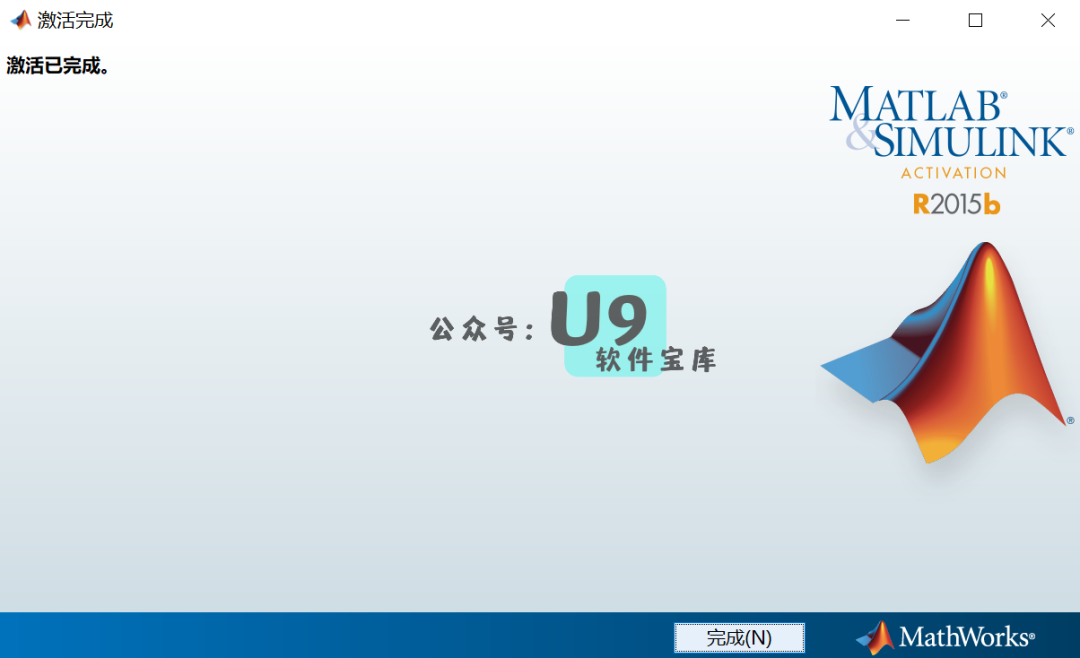 激活完成
激活已完成。
MATLAB®
&SIMULINK®
ACTIVATION
R2015b
公众号：U9
软件宝库
®
完成(N)
MathWorks®